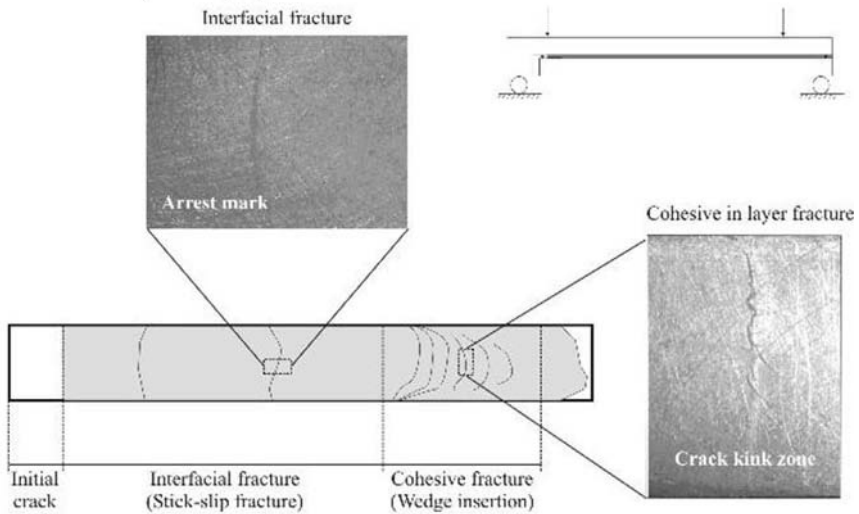 Interfacial fracture
Arrest mark
Cohesive in layer fracture
Crack kink zone
Initial
crack
Interfacial fracture
(Stick-slip fracture)
Cohesive fracture
(Wedge insertion)